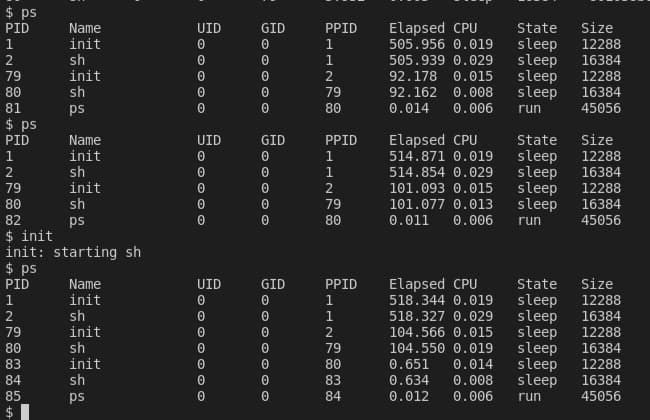 $ ps
PID Name UID GID PPID Elapsed CPU State Size
1 init 0 0 1 505.956 0.019 sleep 12288
2 sh 0 0 1 505.939 0.029 sleep 16384
79 init 0 0 2 92.178 0.015 sleep 12288
80 sh 0 0 79 92.162 0.008 sleep 16384
81 ps 0 0 80 0.014 0.006 run 45056
$ ps
PID Name UID GID PPID Elapsed CPU State Size
1 init 0 0 1 514.871 0.019 sleep 12288
2 sh 0 0 1 514.854 0.029 sleep 16384
79 init 0 0 2 101.093 0.015 sleep 12288
80 sh 0 0 79 101.077 0.013 sleep 16384
82 ps 0 0 80 0.011 0.006 run 45056
$ init
init: starting sh
$ ps
PID Name UID GID PPID Elapsed CPU State Size
1 init 0 0 1 518.344 0.019 sleep 12288
2 sh 0 0 1 518.327 0.029 sleep 16384
79 init 0 0 2 104.566 0.015 sleep 12288
80 sh 0 0 79 104.550 0.019 sleep 16384
83 init 0 0 80 0.651 0.014 sleep 12288
84 sh 0 0 83 0.634 0.008 sleep 16384
85 ps 0 0 84 0.012 0.006 run 45056
$